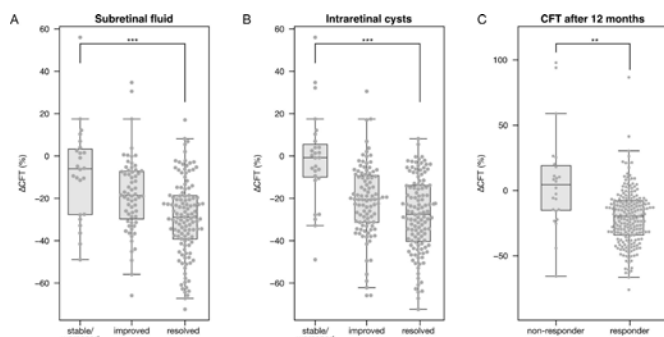 A
Subretinal fluid
60
40
20
0
−20
−40
−60
ΔCFT (%)
***
stable/
improved
resolved
B
Intraretinal cysts
60
40
20
0
−20
−40
−60
ΔCFT (%)
***
stable/
improved
resolved
C
CFT after 12 months
100
50
0
−50
ΔCFT (%)
**
non-responder
responder